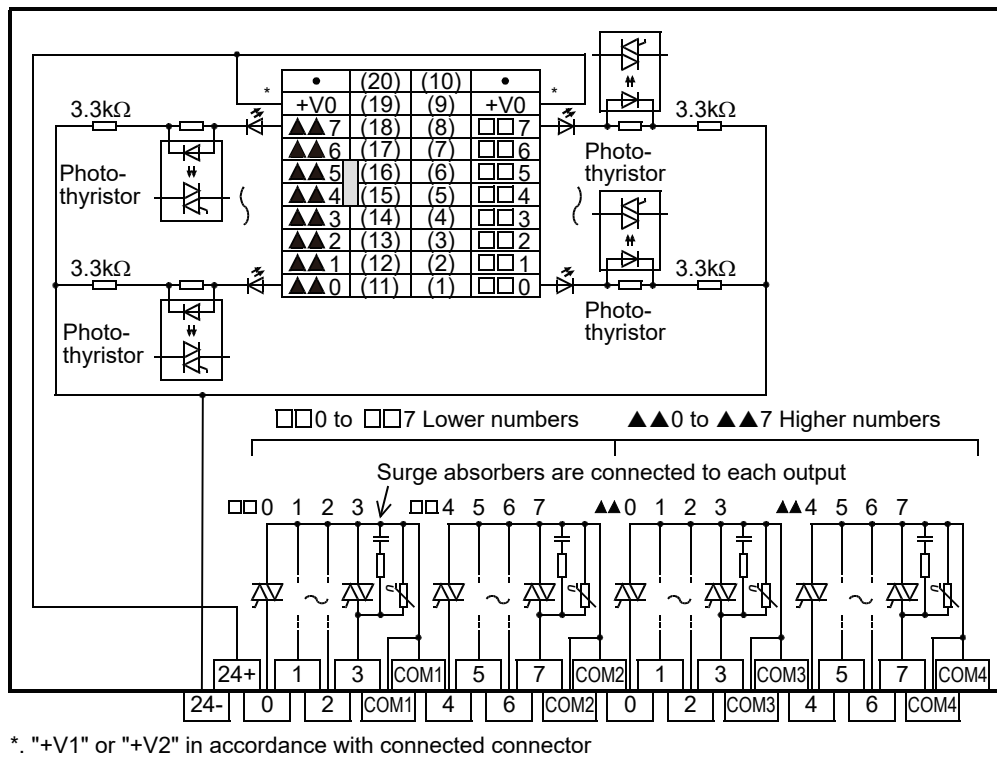 • (20) (10) •
* +V0 (19) (9) +V0 *
3.3kΩ ▲▲7 (18) (8) □□7 3.3kΩ
▲▲6 (17) (7) □□6
Photo-
thyristor
▲▲5 (16) (6) □□5
▲▲4 (15) (5) □□4
Photo-
thyristor
▲▲3 (14) (4) □□3
▲▲2 (13) (3) □□2
▲▲1 (12) (2) □□1
3.3kΩ ▲▲0 (11) (1) □□0 3.3kΩ
Photo-
thyristor
Photo-
thyristor
□□0 to □□7 Lower numbers ▲▲0 to ▲▲7 Higher numbers
Surge absorbers are connected to each output
□□0 1 2 3 □□4 5 6 7 ▲▲0 1 2 3 ▲▲4 5 6 7
24+ 1 3 COM1 5 7 COM2 1 3 COM3 5 7 COM4
24- 0 2 COM1 4 6 COM2 0 2 COM3 4 6 COM4
*. "+V1" or "+V2" in accordance with connected connector